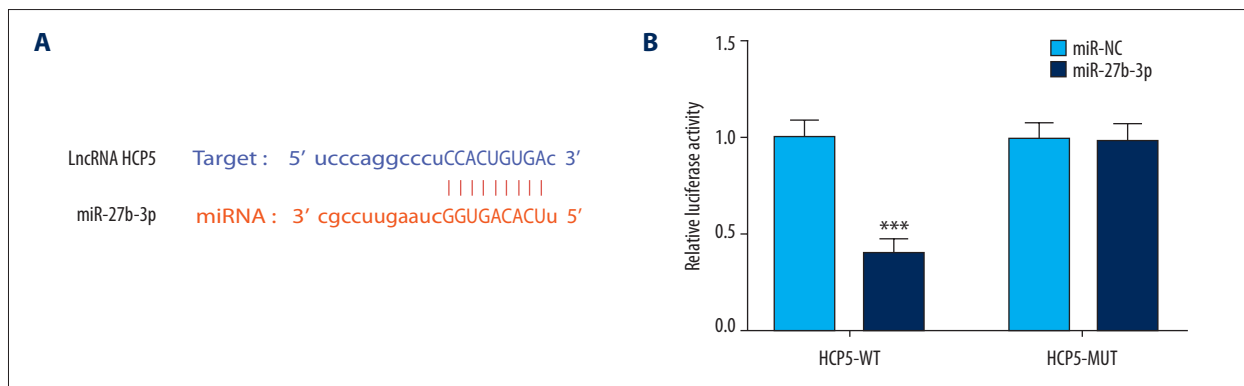 A
LncRNA HCP5 Target : 5′ ucccaggcccuCCACUGUGAc 3′
miR-27b-3p miRNA : 3′ cgccuugaaucGGUGACACUu 5′
B
miR-NC
miR-27b-3p
Relative luciferase activity
1.5
1.0
0.5
0.0
***
HCP5-WT HCP5-MUT